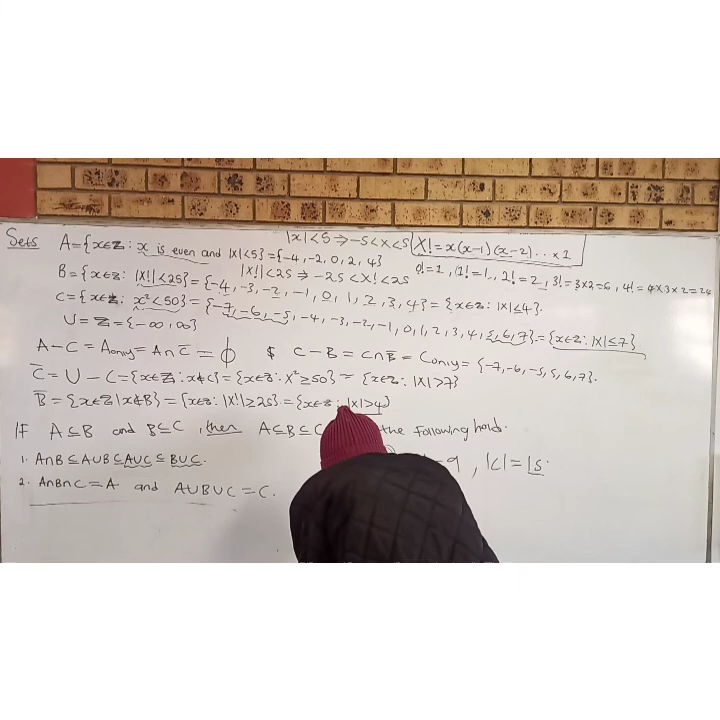 Sets A={x∈ℤ: x is even and |x|<5}={-4, -2, 0, 2, 4}
|x|<5 ⇒ -5<x<5
X! = x(x-1)(x-2)...×1
B={x∈ℤ: |X!|<25}={-4, -3, -2, -1, 0, 1, 2, 3, 4}={x∈ℤ: |x|≤4}.
|X!|<25 ⇒ -25<X!<25
0!=1, 1!=1, 2!=2, 3!=3×2=6, 4!=4×3×2=24
C={x∈ℤ: x²<50}={-7, -6, -5, -4, -3, -2, -1, 0, 1, 2, 3, 4, 5, 6, 7}={x∈ℤ: |x|≤7}
U=ℤ={-∞,∞}
A-C=A only=A∩C̅=ϕ $ C-B=C∩B̅=C only={-7,-6,-5,5,6,7}.
C̅=U-C={x∈ℤ: x∉C}={x∈ℤ: x²≥50}={x∈ℤ: |x|>7}
B̅={x∈ℤ|x∉B}={x∈ℤ: |X!|≥25}={x∈ℤ: |x|>4}
If A⊆B and B⊆C, then A⊆B⊆C the following hold.
1. A∩B⊆A∪B⊆A∪C⊆B∪C.
9, |C|=15.
2. A∩B∩C=A and A∪B∪C=C.